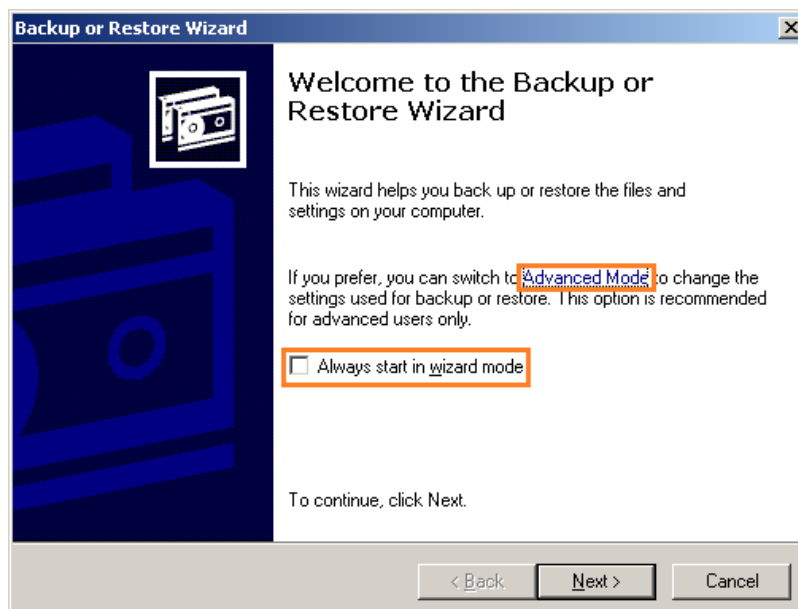 Backup or Restore Wizard
Welcome to the Backup or
Restore Wizard
This wizard helps you back up or restore the files and
settings on your computer.
If you prefer, you can switch to Advanced Mode to change the
settings used for backup or restore. This option is recommended
for advanced users only.
Always start in wizard mode
To continue, click Next.
< Back Next > Cancel